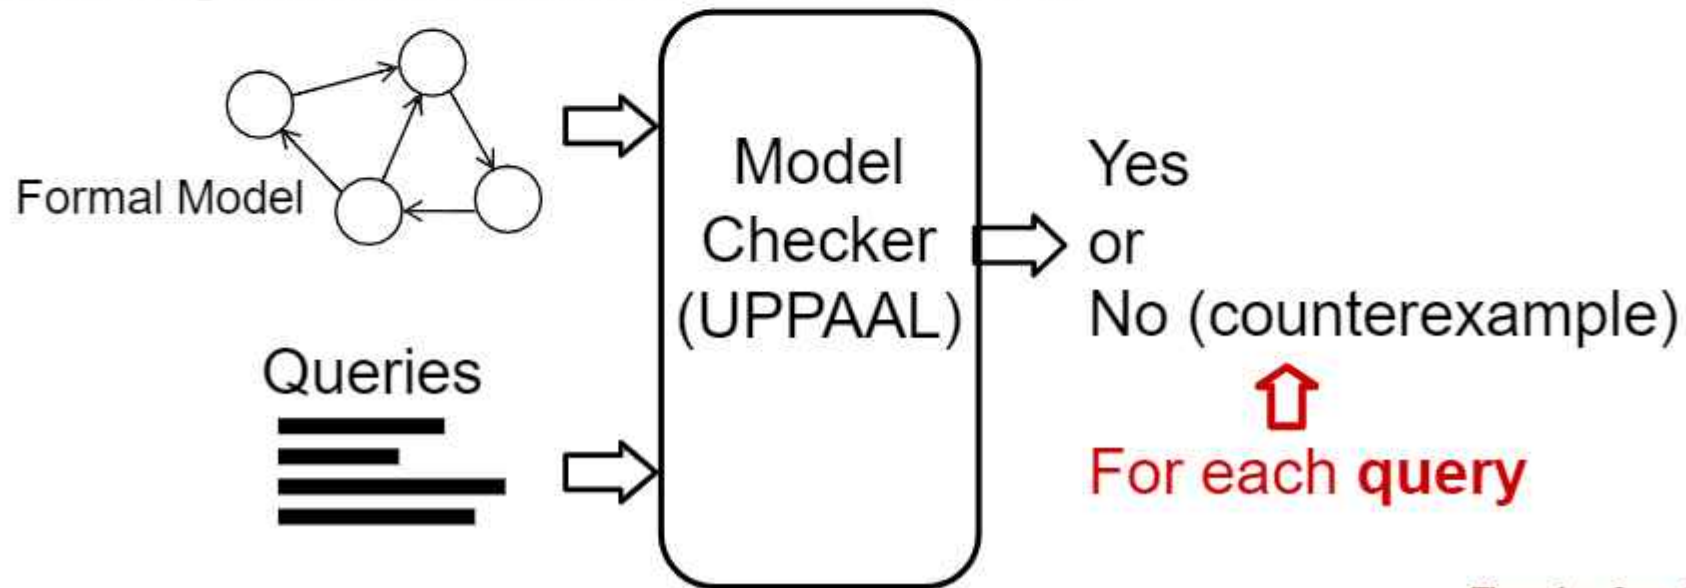 Formal Model
Queries
Model
Checker
(UPPAAL)
Yes
or
No (counterexample)
For each query